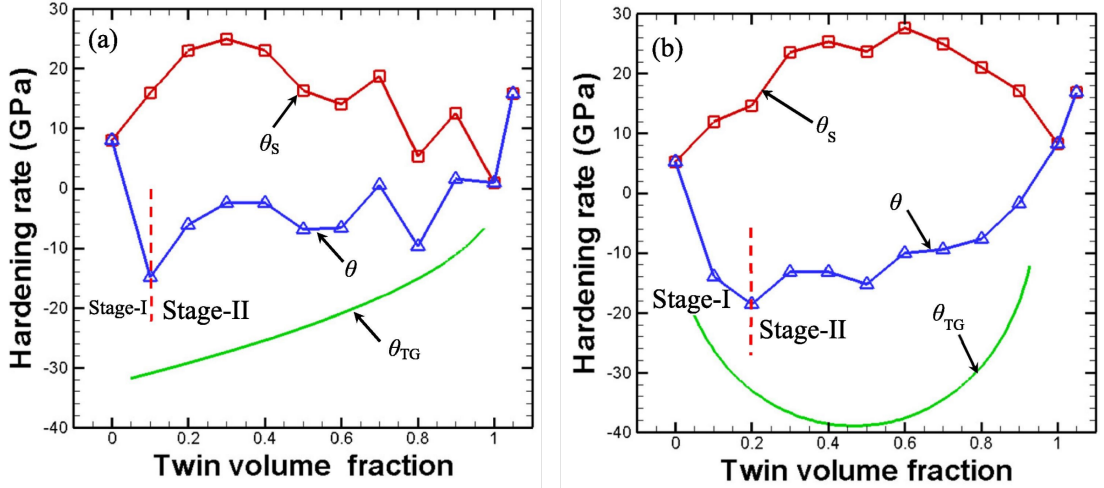 (a)
Hardening rate (GPa)
30
20
10
0
-10
-20
-30
-40
θS
θ
θTG
Stage-I
Stage-II
0
0.2
0.4
0.6
0.8
1
Twin volume fraction
(b)
Hardening rate (GPa)
30
20
10
0
-10
-20
-30
-40
θS
θ
θTG
Stage-I
Stage-II
0
0.2
0.4
0.6
0.8
1
Twin volume fraction